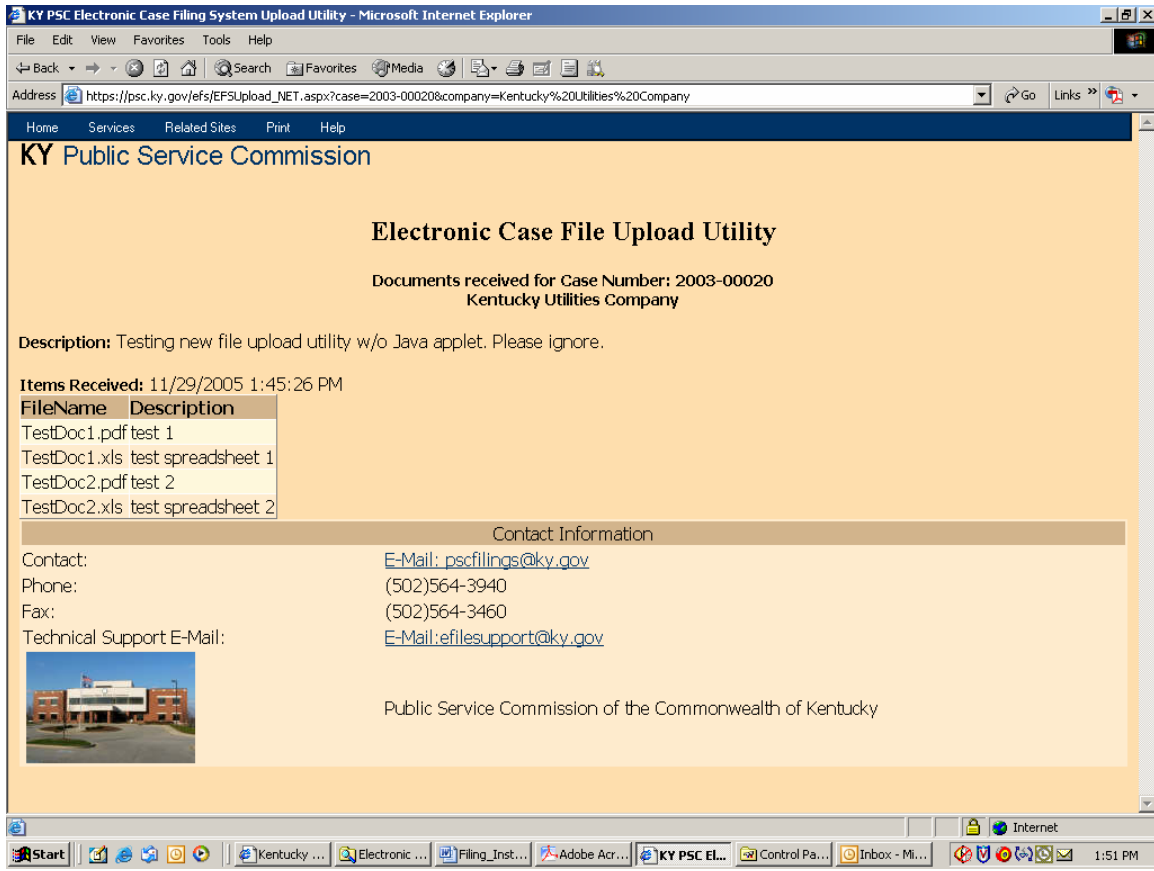 KY PSC Electronic Case Filing System Upload Utility - Microsoft Internet Explorer
File Edit View Favorites Tools Help
Back Search Favorites Media
Address https://psc.ky.gov/efs/EFSUpload_NET.aspx?case=2003-00020&company=Kentucky%20Utilities%20Company Go Links »
Home Services Related Sites Print Help
KY Public Service Commission
Electronic Case File Upload Utility
Documents received for Case Number: 2003-00020
Kentucky Utilities Company
Description: Testing new file upload utility w/o Java applet. Please ignore.
Items Received: 11/29/2005 1:45:26 PM
FileName Description
TestDoc1.pdf test 1
TestDoc1.xls test spreadsheet 1
TestDoc2.pdf test 2
TestDoc2.xls test spreadsheet 2
Contact Information
Contact: E-Mail: pscfilings@ky.gov
Phone: (502)564-3940
Fax: (502)564-3460
Technical Support E-Mail: E-Mail:efilesupport@ky.gov
Public Service Commission of the Commonwealth of Kentucky
Internet
Start Kentucky ... Electronic ... Filing_Inst... Adobe Acr... KY PSC El... Control Pa... Inbox - Mi... 1:51 PM